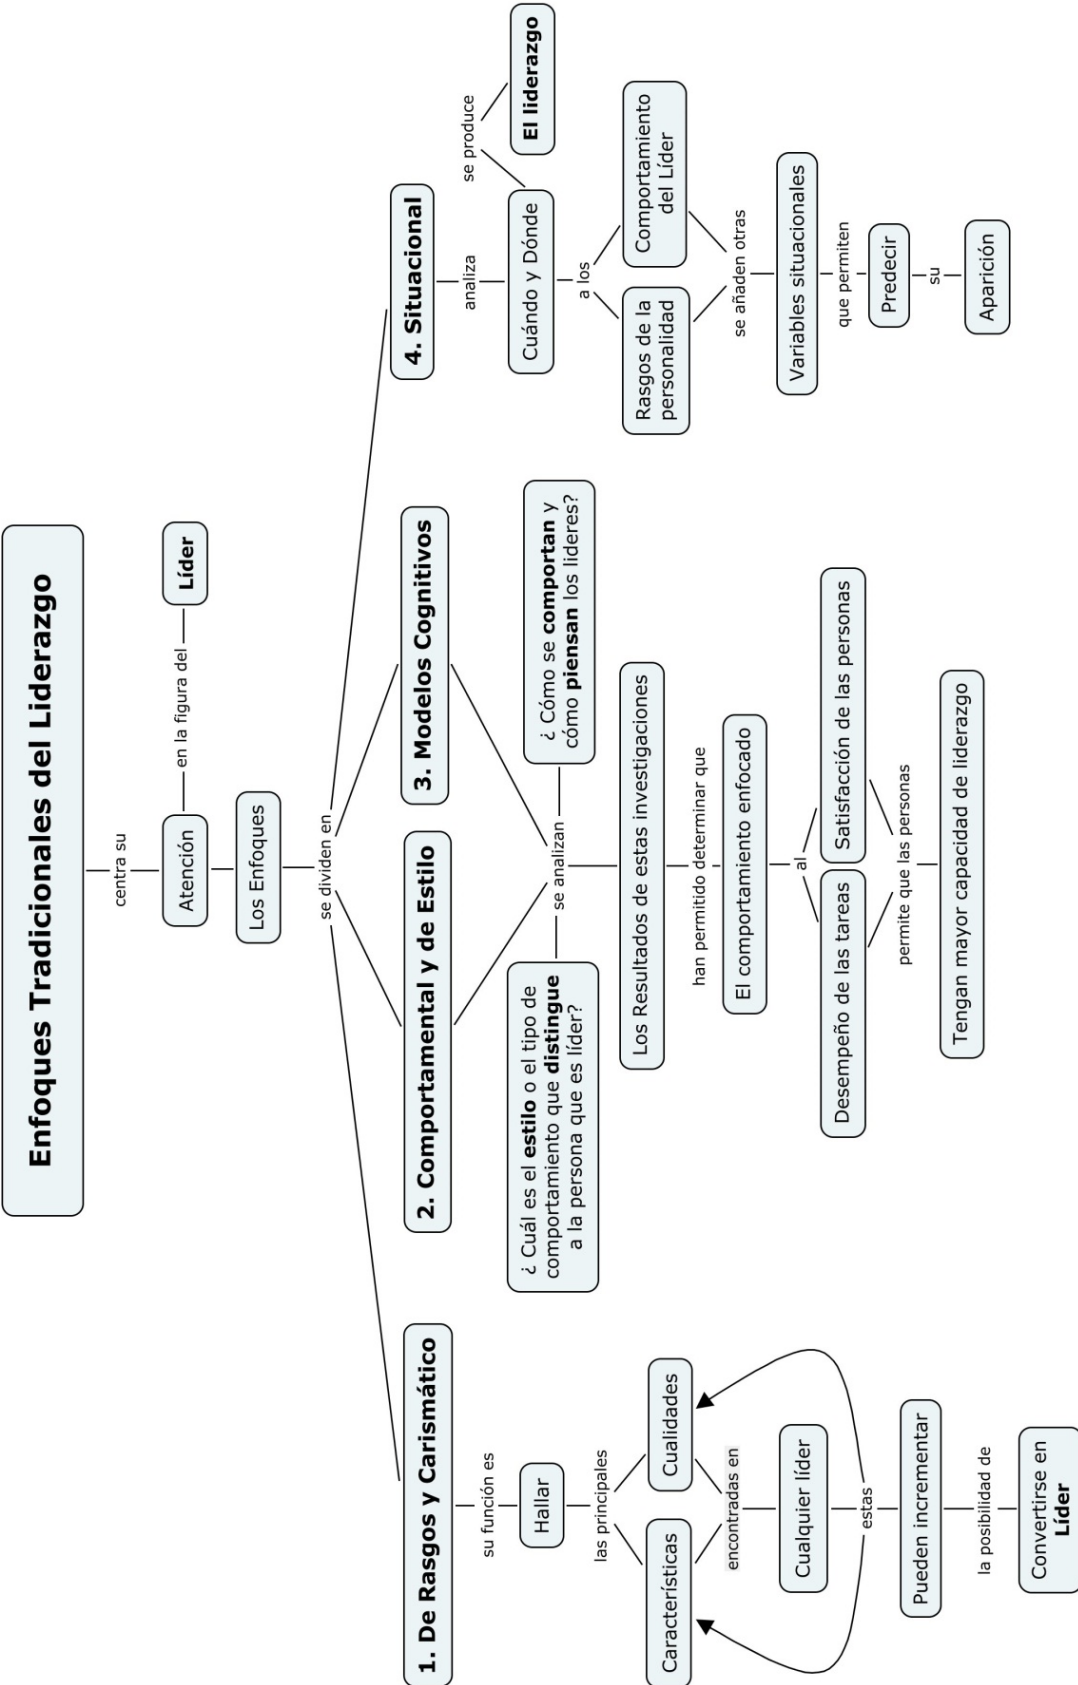 Enfoques Tradicionales del Liderazgo
centra su
Atención
en la figura del
Líder
Los Enfoques
se dividen en
1. De Rasgos y Carismático
su función es
Hallar
las principales
Características
Cualidades
encontradas en
Cualquier líder
estas
Pueden incrementar
la posibilidad de
Convertirse en
Líder
2. Comportamental y de Estilo
3. Modelos Cognitivos
se analizan
¿ Cuál es el estilo o el tipo de
comportamiento que distingue
a la persona que es líder?
¿ Cómo se comportan y
cómo piensan los lideres?
Los Resultados de estas investigaciones
han permitido determinar que
El comportamiento enfocado
al
Desempeño de las tareas
Satisfacción de las personas
permite que las personas
Tengan mayor capacidad de liderazgo
4. Situacional
analiza
Cuándo y Dónde
se produce
El liderazgo
a los
Rasgos de la
personalidad
Comportamiento
del Líder
se añaden otras
Variables situacionales
que permiten
Predecir
su
Aparición